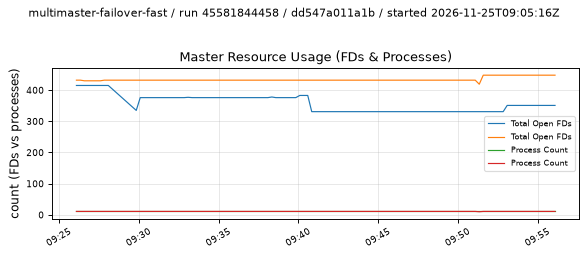 multimaster-failover-fast / run 45581844458 / dd547a011a1b / started 2026-11-25T09:05:16Z
Master Resource Usage (FDs & Processes)
count (FDs vs processes)
400
300
200
100
0
Total Open FDs
Total Open FDs
Process Count
Process Count
09:25
09:30
09:35
09:40
09:45
09:50
09:55